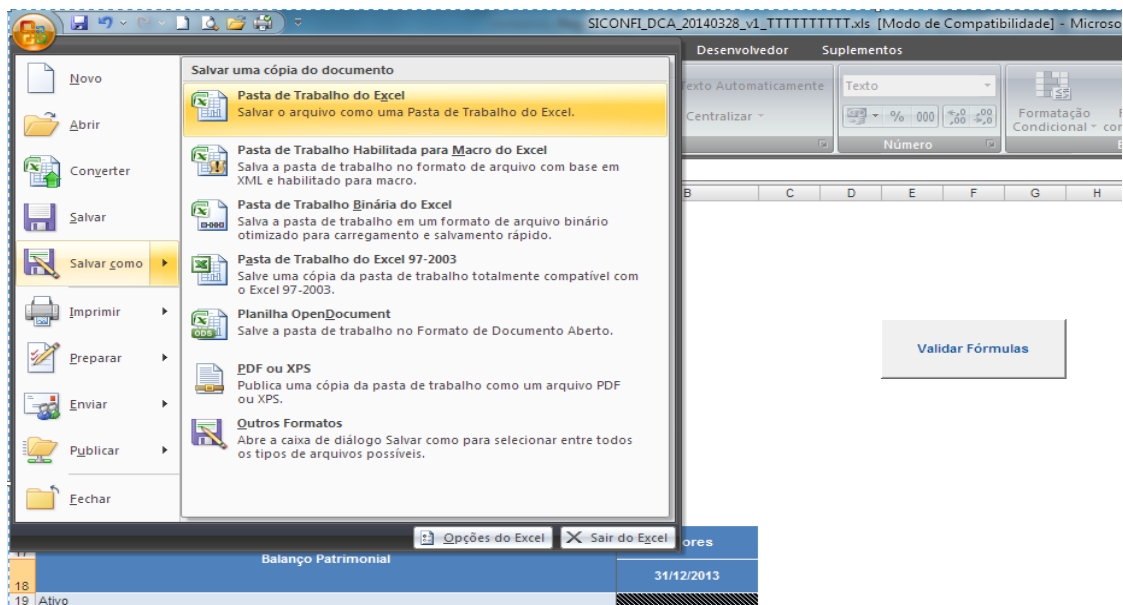 SICONFI_DCA_20140328_v1_TTTTTTTTTT.xls [Modo de Compatibilidade] - Microso
Desenvolvedor Suplementos
Novo
Abrir
Converter
Salvar
Salvar como
Imprimir
Preparar
Enviar
Publicar
Fechar
Salvar uma cópia do documento
Pasta de Trabalho do Excel
Salvar o arquivo como uma Pasta de Trabalho do Excel.
Pasta de Trabalho Habilitada para Macro do Excel
Salva a pasta de trabalho no formato de arquivo com base em
XML e habilitado para macro.
Pasta de Trabalho Binária do Excel
Salva a pasta de trabalho em um formato de arquivo binário
otimizado para carregamento e salvamento rápido.
Pasta de Trabalho do Excel 97-2003
Salve uma cópia da pasta de trabalho totalmente compatível com
o Excel 97-2003.
Planilha OpenDocument
Salve a pasta de trabalho no Formato de Documento Aberto.
PDF ou XPS
Publica uma cópia da pasta de trabalho como um arquivo PDF
ou XPS.
Outros Formatos
Abre a caixa de diálogo Salvar como para selecionar entre todos
os tipos de arquivos possíveis.
Opções do Excel Sair do Excel
Texto Automaticamente
Centralizar
Texto
% 000
Número
Formatação
Condicional
B C D E F G H
Validar Fórmulas
Balanço Patrimonial
ores
31/12/2013
18
19 Ativo